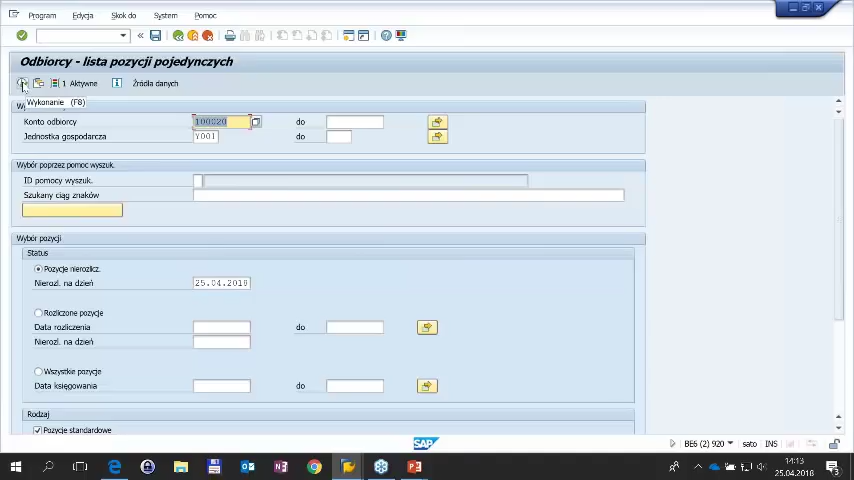 Program Edycja Skok do System Pomoc
Odbiorcy - lista pozycji pojedynczych
1 Aktywne Źródła danych
Wykonanie (F8)
Konto odbiorcy 100020 do
Jednostka gospodarcza Y001 do
Wybór poprzez pomoc wyszuk.
ID pomocy wyszuk.
Szukany ciąg znaków
Wybór pozycji
Status
Pozycje nierozlicz.
Nierozl. na dzień 25.04.2018
Rozliczone pozycje
Data rozliczenia do
Nierozl. na dzień
Wszystkie pozycje
Data księgowania do
Rodzaj
Pozycje standardowe
SAP
BE6 (2) 920 sato INS
14:13
25.04.2018